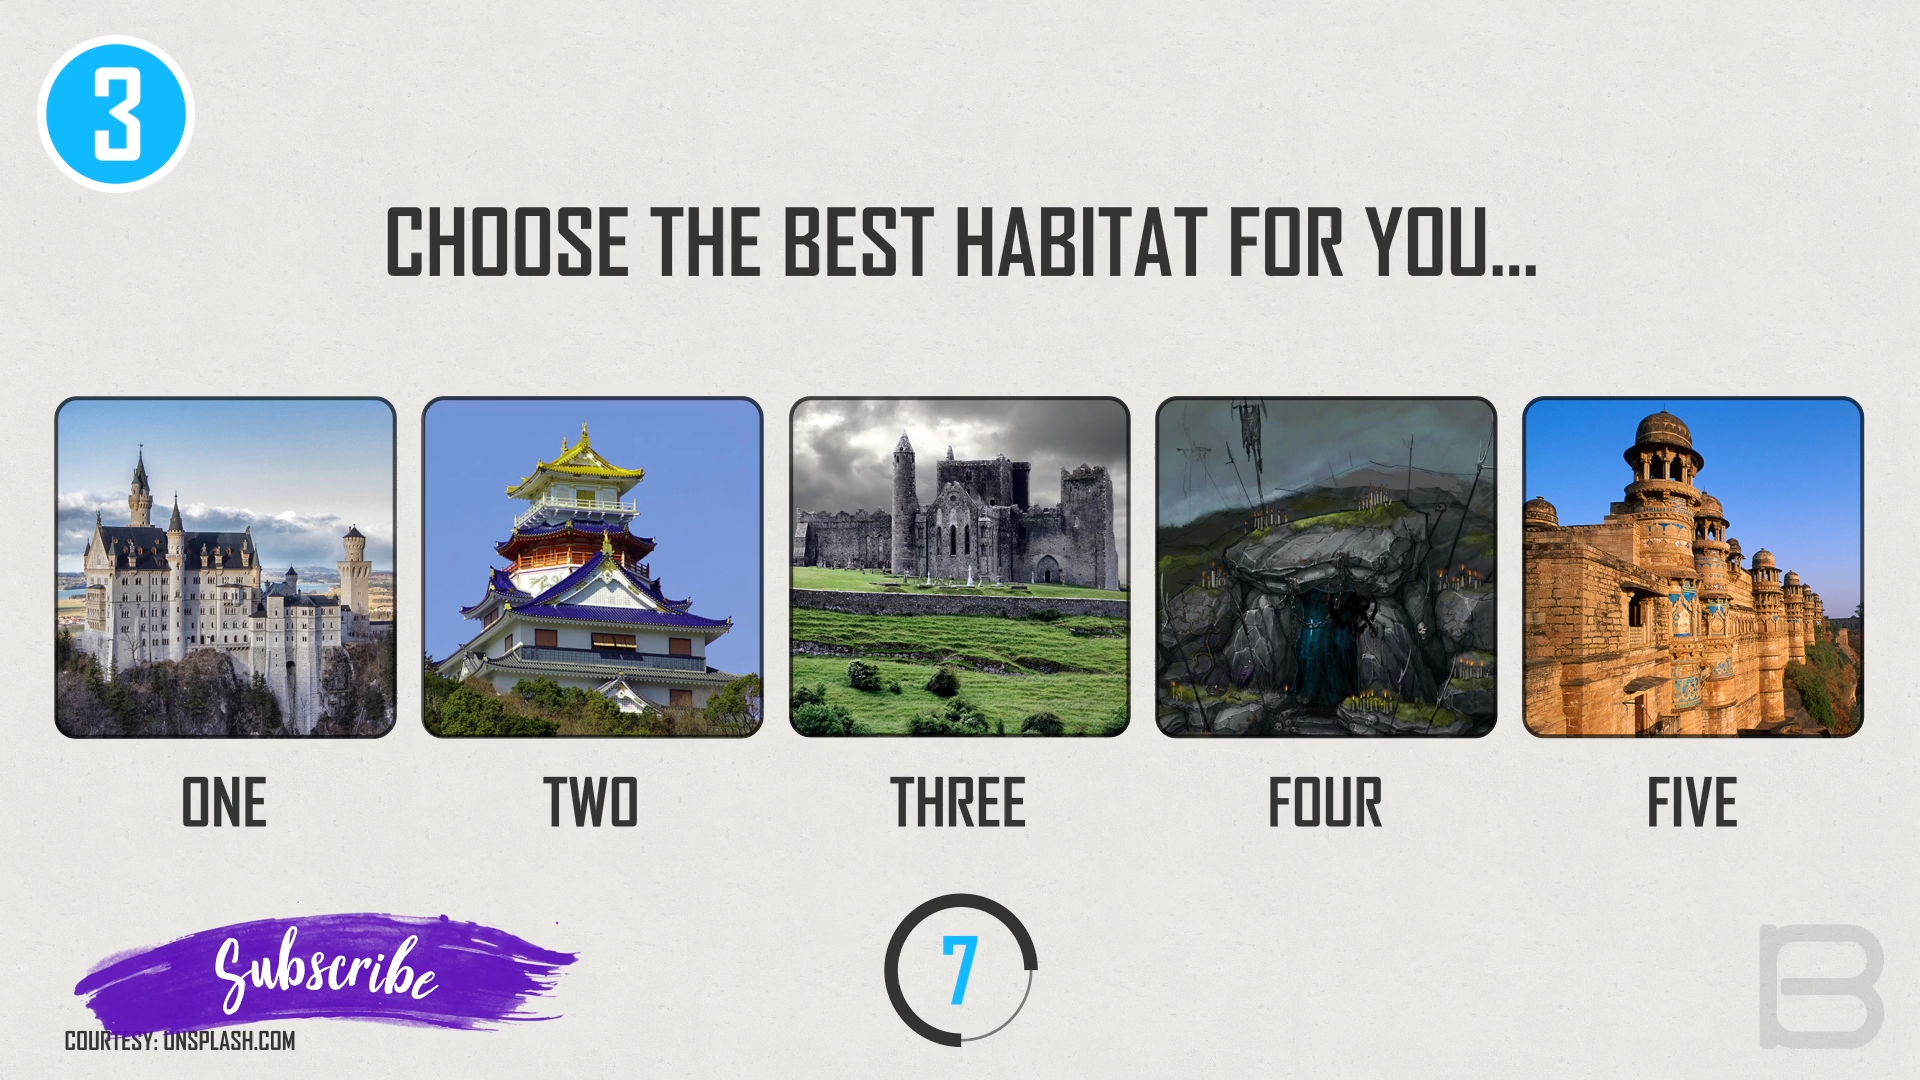 3
CHOOSE THE BEST HABITAT FOR YOU...
ONE
TWO
THREE
FOUR
FIVE
7
Subscribe
COURTESY: UNSPLASH.COM
B